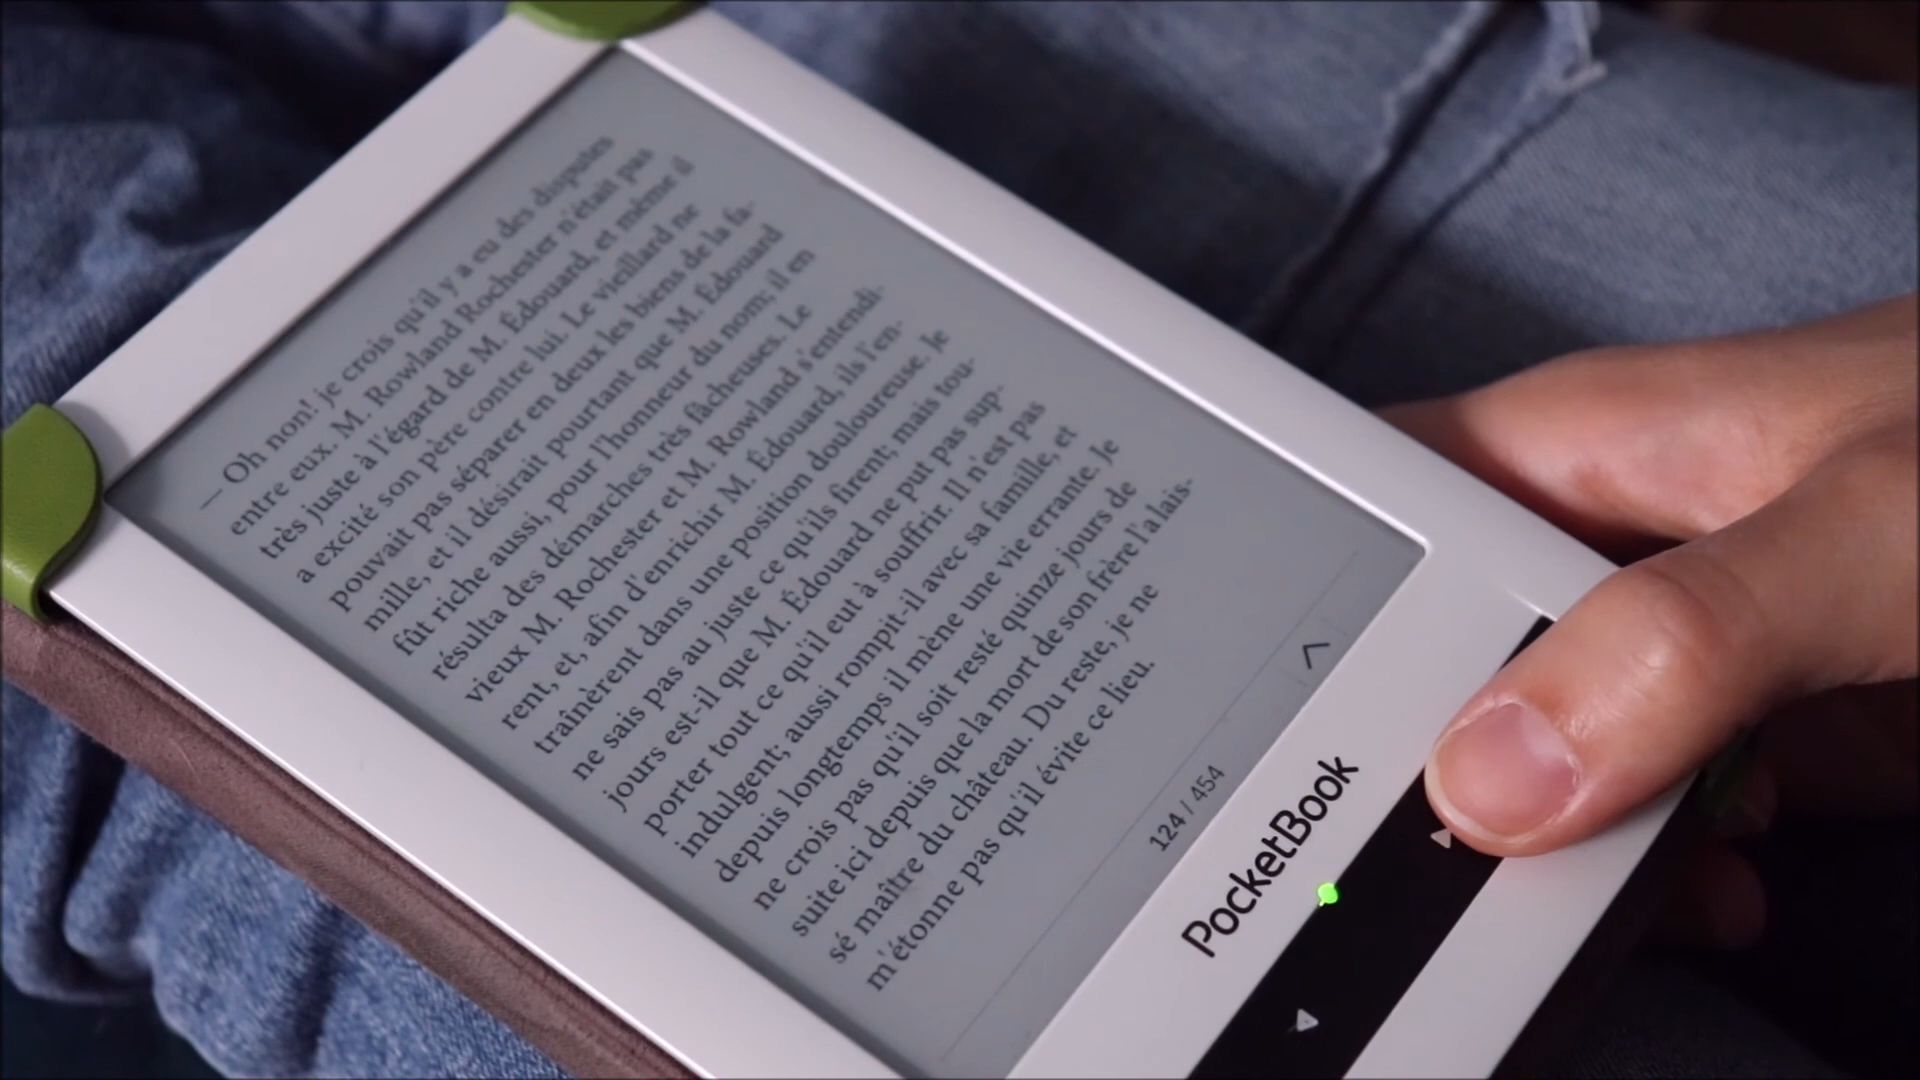 — Oh non! je crois qu'il y a eu des disputes
entre eux. M. Rowland Rochester n'était pas
très juste à l'égard de M. Édouard, et même il
a excité son père contre lui. Le vieillard ne
pouvait pas séparer en deux les biens de la fa-
mille, et il désirait pourtant que M. Édouard
fût riche aussi, pour l'honneur du nom; il en
résulta des démarches très fâcheuses. Le
vieux M. Rochester et M. Rowland s'entendi-
rent, et, afin d'enrichir M. Édouard, ils l'en-
traînèrent dans une position douloureuse. Je
ne sais pas au juste ce qu'ils firent; mais tou-
jours est-il que M. Édouard ne put pas sup-
porter tout ce qu'il eut à souffrir. Il n'est pas
indulgent; aussi rompit-il avec sa famille, et
depuis longtemps il mène une vie errante. Je
ne crois pas qu'il soit resté quinze jours de
suite ici depuis que la mort de son frère l'a lais-
sé maître du château. Du reste, je ne
m'étonne pas qu'il évite ce lieu.
124 / 454
PocketBook